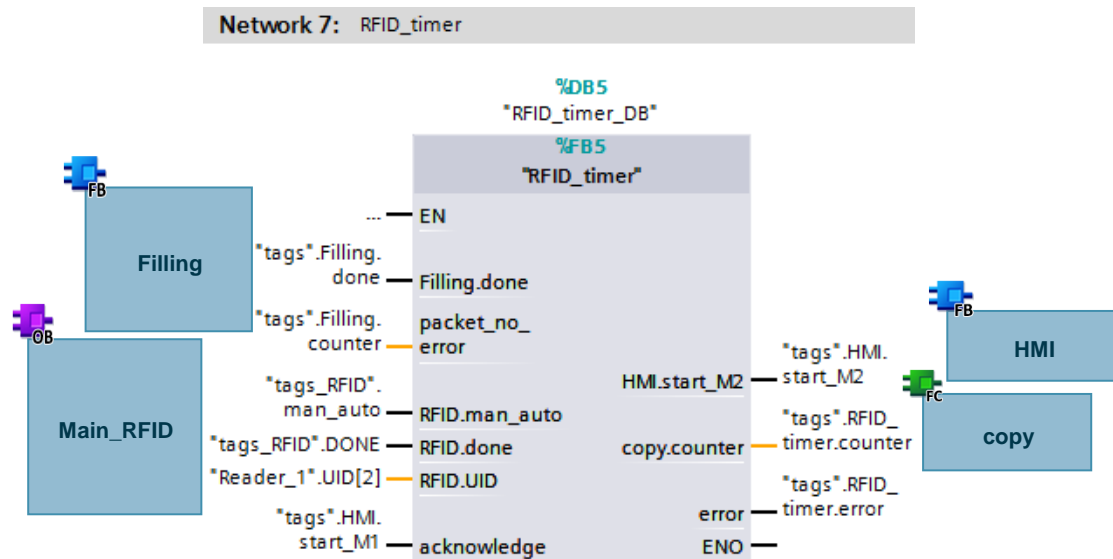 Network 7: RFID_timer
%DB5
"RFID_timer_DB"
%FB5
"RFID_timer"
FB
Filling
OB
Main_RFID
... EN
"tags".Filling.
done
Filling.done
"tags".Filling.
counter
packet_no_
error
"tags_RFID".
man_auto
RFID.man_auto
"tags_RFID".DONE
RFID.done
"Reader_1".UID[2]
RFID.UID
"tags".HMI.
start_M1
acknowledge
HMI.start_M2
"tags".HMI.
start_M2
copy.counter
"tags".RFID_
timer.counter
error
"tags".RFID_
timer.error
ENO
FB
HMI
FC
copy